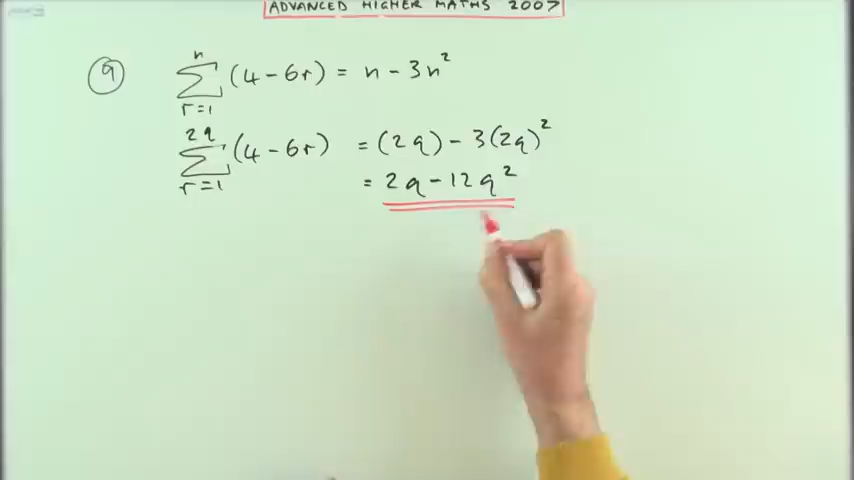 ADVANCED HIGHER MATHS 2007
9
n
∑ (4 - 6r) = n - 3n²
r=1
2q
∑ (4 - 6r) = (2q) - 3(2q)²
r=1
= 2q - 12q²